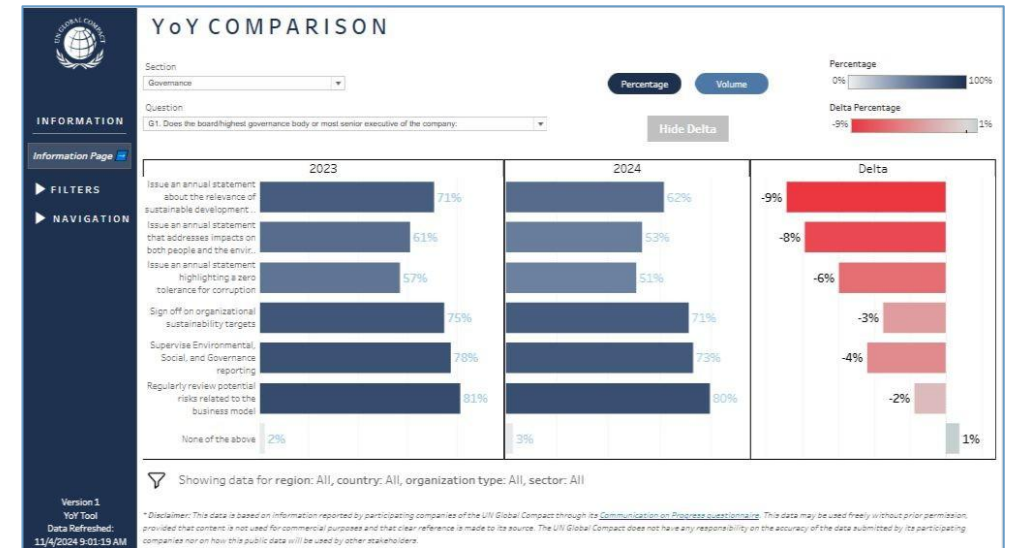 UN GLOBAL COMPACT
YoY COMPARISON
Section
Governance
Question
G1. Does the board/highest governance body or most senior executive of the company:
Percentage
Volume
Hide Delta
Percentage
0%
100%
Delta Percentage
-9%
1%
INFORMATION
Information Page
FILTERS
NAVIGATION
2023
2024
Delta
Issue an annual statement
about the relevance of
sustainable development...
71%
62%
-9%
Issue an annual statement
that addresses impacts on
both people and the envir...
61%
53%
-8%
Issue an annual statement
highlighting a zero
tolerance for corruption
57%
51%
-6%
Sign off on organizational
sustainability targets
75%
71%
-3%
Supervise Environmental,
Social, and Governance
reporting
78%
73%
-4%
Regularly review potential
risks related to the
business model
81%
80%
-2%
None of the above
2%
3%
1%
Showing data for region: All, country: All, organization type: All, sector: All
Version 1
YoY Tool
Data Refreshed:
11/4/2024 9:01:19 AM
* Disclaimer: This data is based on information reported by participating companies of the UN Global Compact through its Communication on Progress questionnaire. This data may be used freely without prior permission,
provided that content is not used for commercial purposes and that clear reference is made to its source. The UN Global Compact does not have any responsibility on the accuracy of the data submitted by its participating
companies nor on how this public data will be used by other stakeholders.